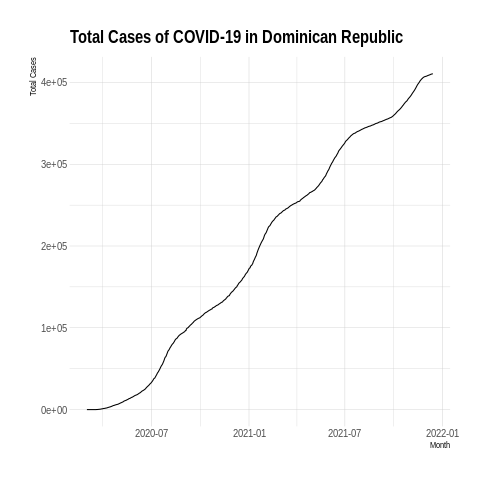 Total Cases of COVID-19 in Dominican Republic
Total Cases
4e+05
3e+05
2e+05
1e+05
0e+00
2020-07 2021-01 2021-07 2022-01
Month